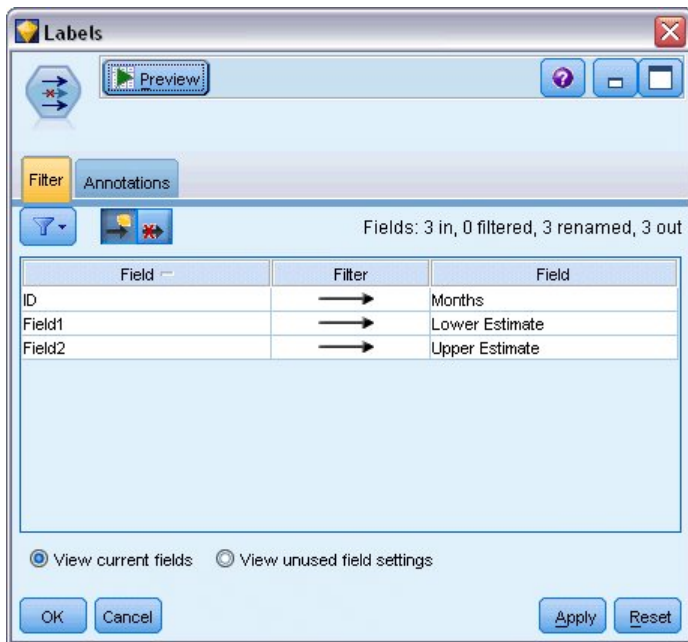 Labels
Preview
Filter Annotations
Fields: 3 in, 0 filtered, 3 renamed, 3 out
Field Filter Field
ID Months
Field1 Lower Estimate
Field2 Upper Estimate
View current fields View unused field settings
OK Cancel Apply Reset